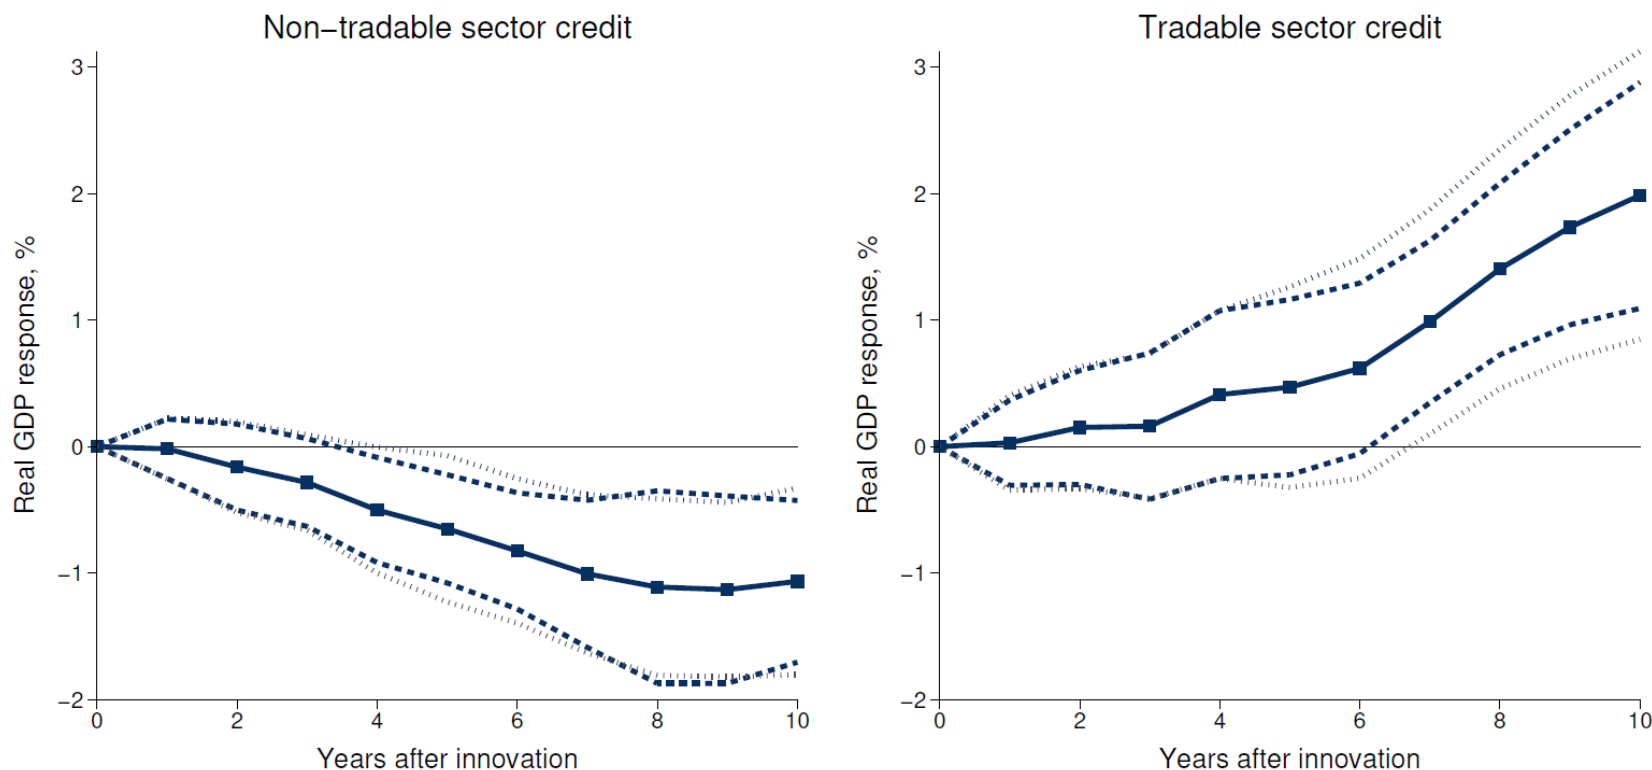 Non−tradable sector credit
3
2
1
0
−1
−2
Real GDP response, %
0 2 4 6 8 10
Years after innovation
Tradable sector credit
3
2
1
0
−1
−2
Real GDP response, %
0 2 4 6 8 10
Years after innovation